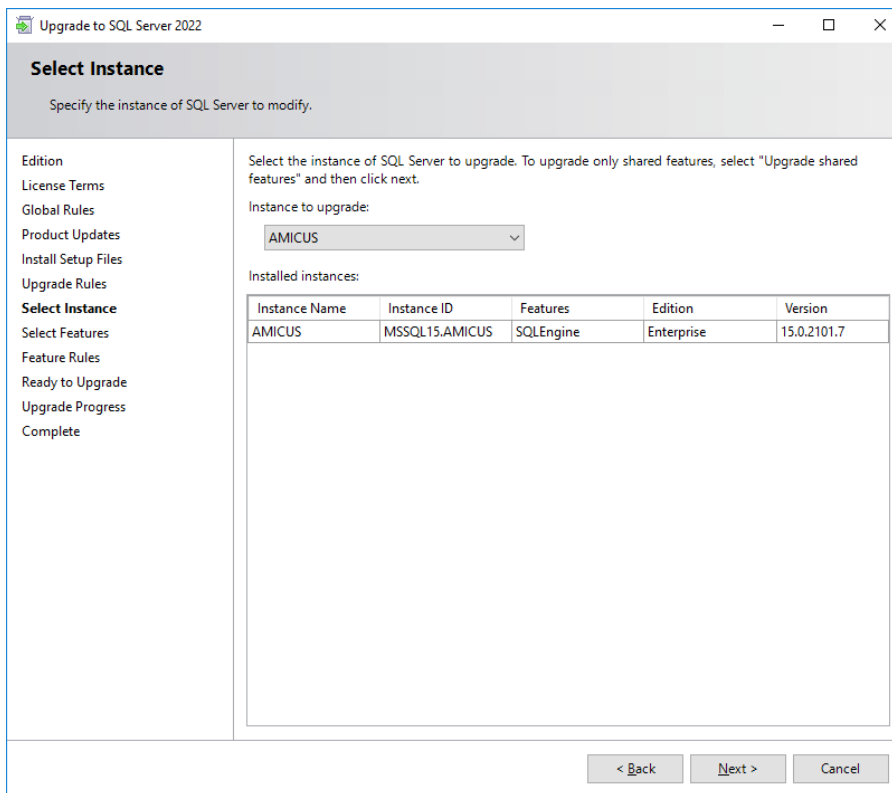 Upgrade to SQL Server 2022
Select Instance
Specify the instance of SQL Server to modify.
Edition
License Terms
Global Rules
Product Updates
Install Setup Files
Upgrade Rules
Select Instance
Select Features
Feature Rules
Ready to Upgrade
Upgrade Progress
Complete
Select the instance of SQL Server to upgrade. To upgrade only shared features, select "Upgrade shared
features" and then click next.
Instance to upgrade:
AMICUS
Installed instances:
Instance Name Instance ID Features Edition Version
AMICUS MSSQL15.AMICUS SQLEngine Enterprise 15.0.2101.7
< Back Next > Cancel